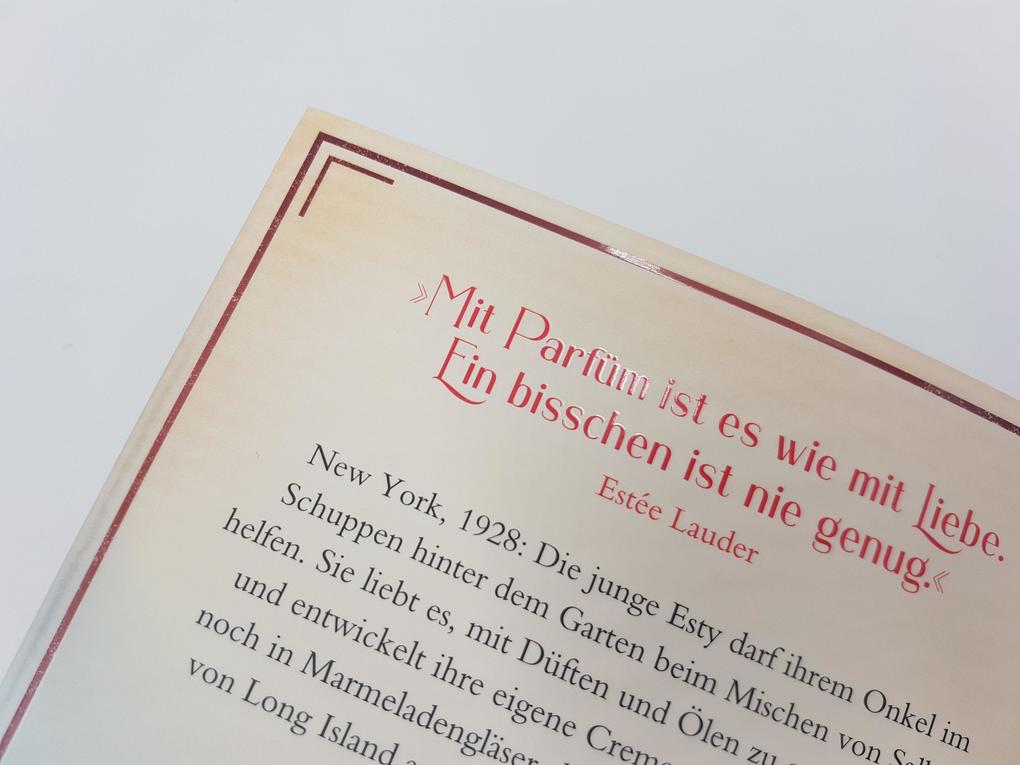 »Mit Parfüm ist es wie mit Liebe.
Ein bisschen ist nie genug.«
Estée Lauder
New York, 1928: Die junge Esty darf ihrem Onkel im
Schuppen hinter dem Garten beim Mischen von
helfen. Sie liebt es, mit Düften und Ölen zu
und entwickelt ihre eigene
noch in
von Long Island